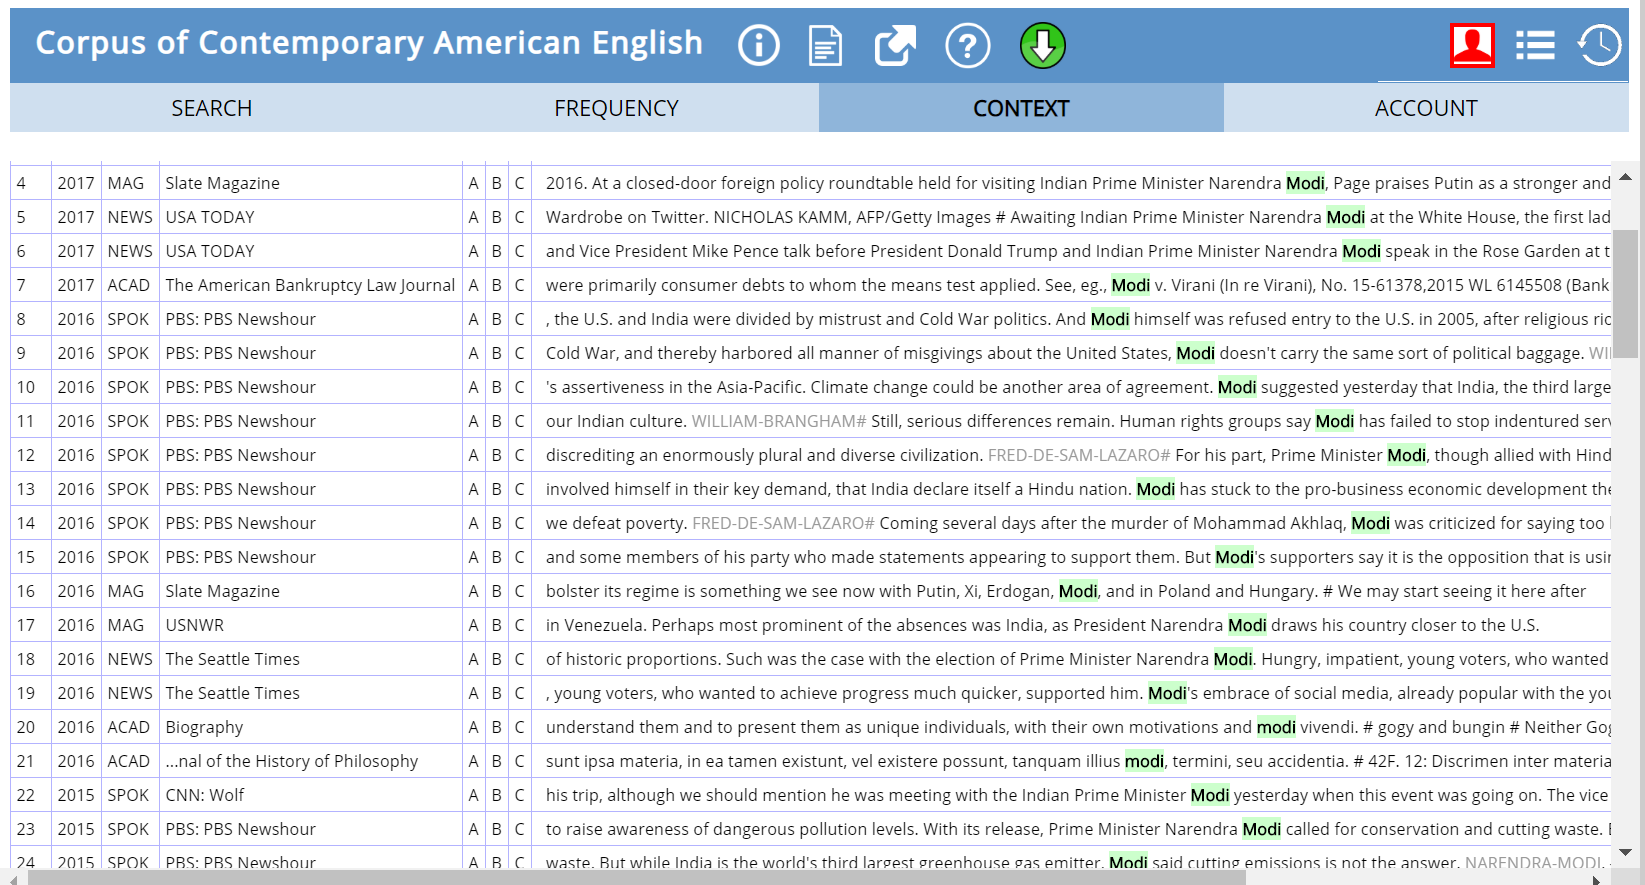 Corpus of Contemporary American English
SEARCH FREQUENCY CONTEXT ACCOUNT
4 2017 MAG Slate Magazine A B C 2016. At a closed-door foreign policy roundtable held for visiting Indian Prime Minister Narendra Modi, Page praises Putin as a stronger and
5 2017 NEWS USA TODAY A B C Wardrobe on Twitter. NICHOLAS KAMM, AFP/Getty Images # Awaiting Indian Prime Minister Narendra Modi at the White House, the first lad
6 2017 NEWS USA TODAY A B C and Vice President Mike Pence talk before President Donald Trump and Indian Prime Minister Narendra Modi speak in the Rose Garden at t
7 2017 ACAD The American Bankruptcy Law Journal A B C were primarily consumer debts to whom the means test applied. See, eg., Modi v. Virani (In re Virani), No. 15-61378,2015 WL 6145508 (Bank
8 2016 SPOK PBS: PBS Newshour A B C , the U.S. and India were divided by mistrust and Cold War politics. And Modi himself was refused entry to the U.S. in 2005, after religious rio
9 2016 SPOK PBS: PBS Newshour A B C Cold War, and thereby harbored all manner of misgivings about the United States, Modi doesn't carry the same sort of political baggage. WI
10 2016 SPOK PBS: PBS Newshour A B C 's assertiveness in the Asia-Pacific. Climate change could be another area of agreement. Modi suggested yesterday that India, the third large
11 2016 SPOK PBS: PBS Newshour A B C our Indian culture. WILLIAM-BRANGHAM# Still, serious differences remain. Human rights groups say Modi has failed to stop indentured serv
12 2016 SPOK PBS: PBS Newshour A B C discrediting an enormously plural and diverse civilization. FRED-DE-SAM-LAZARO# For his part, Prime Minister Modi, though allied with Hind
13 2016 SPOK PBS: PBS Newshour A B C involved himself in their key demand, that India declare itself a Hindu nation. Modi has stuck to the pro-business economic development the
14 2016 SPOK PBS: PBS Newshour A B C we defeat poverty. FRED-DE-SAM-LAZARO# Coming several days after the murder of Mohammad Akhlaq, Modi was criticized for saying too
15 2016 SPOK PBS: PBS Newshour A B C and some members of his party who made statements appearing to support them. But Modi's supporters say it is the opposition that is usin
16 2016 MAG Slate Magazine A B C bolster its regime is something we see now with Putin, Xi, Erdogan, Modi, and in Poland and Hungary. # We may start seeing it here after
17 2016 MAG USNWR A B C in Venezuela. Perhaps most prominent of the absences was India, as President Narendra Modi draws his country closer to the U.S.
18 2016 NEWS The Seattle Times A B C of historic proportions. Such was the case with the election of Prime Minister Narendra Modi. Hungry, impatient, young voters, who wanted
19 2016 NEWS The Seattle Times A B C , young voters, who wanted to achieve progress much quicker, supported him. Modi's embrace of social media, already popular with the you
20 2016 ACAD Biography A B C understand them and to present them as unique individuals, with their own motivations and modi vivendi. # gogy and bungin # Neither Gog
21 2016 ACAD ...nal of the History of Philosophy A B C sunt ipsa materia, in ea tamen existunt, vel existere possunt, tanquam illius modi, termini, seu accidentia. # 42F. 12: Discrimen inter materia
22 2015 SPOK CNN: Wolf A B C his trip, although we should mention he was meeting with the Indian Prime Minister Modi yesterday when this event was going on. The vice
23 2015 SPOK PBS: PBS Newshour A B C to raise awareness of dangerous pollution levels. With its release, Prime Minister Narendra Modi called for conservation and cutting waste.
24 2015 SPOK PBS: PBS Newshour A B C waste. But while India is the world's third largest greenhouse gas emitter, Modi said cutting emissions is not the answer. NARENDRA-MODI,